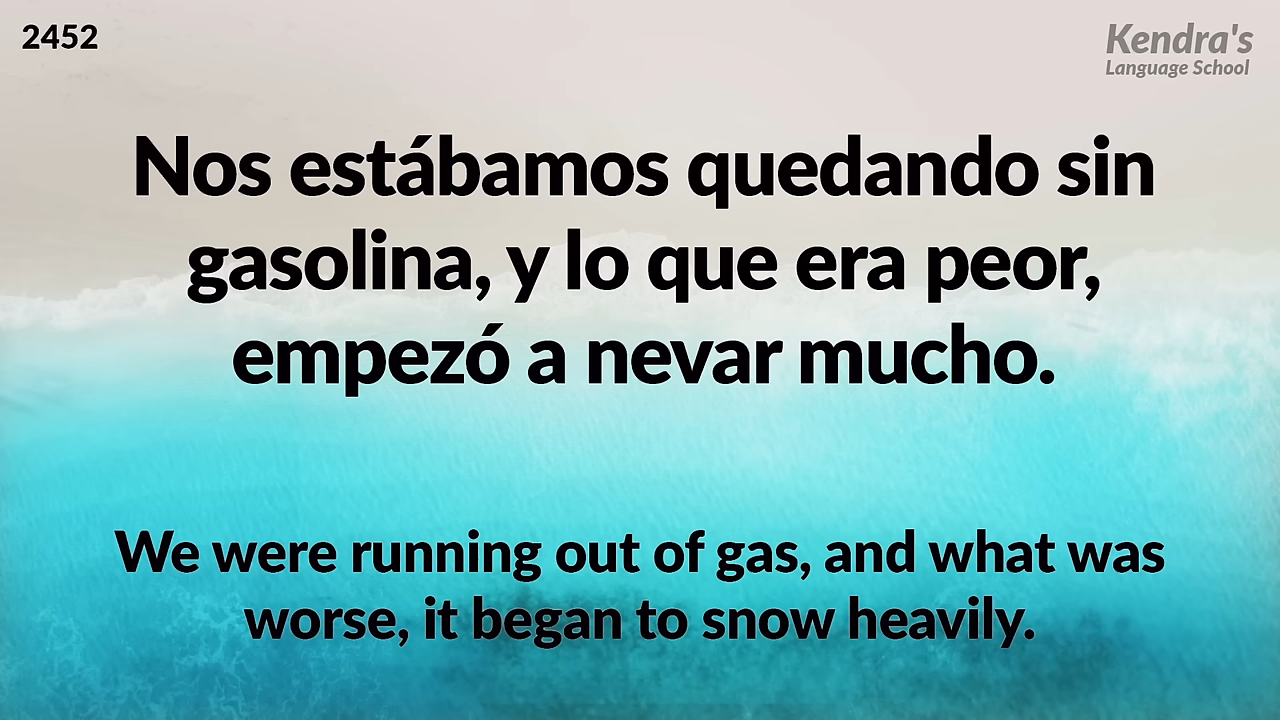 2452
Kendra's
Language School
Nos estábamos quedando sin
gasolina, y lo que era peor,
empezó a nevar mucho.
We were running out of gas, and what was
worse, it began to snow heavily.